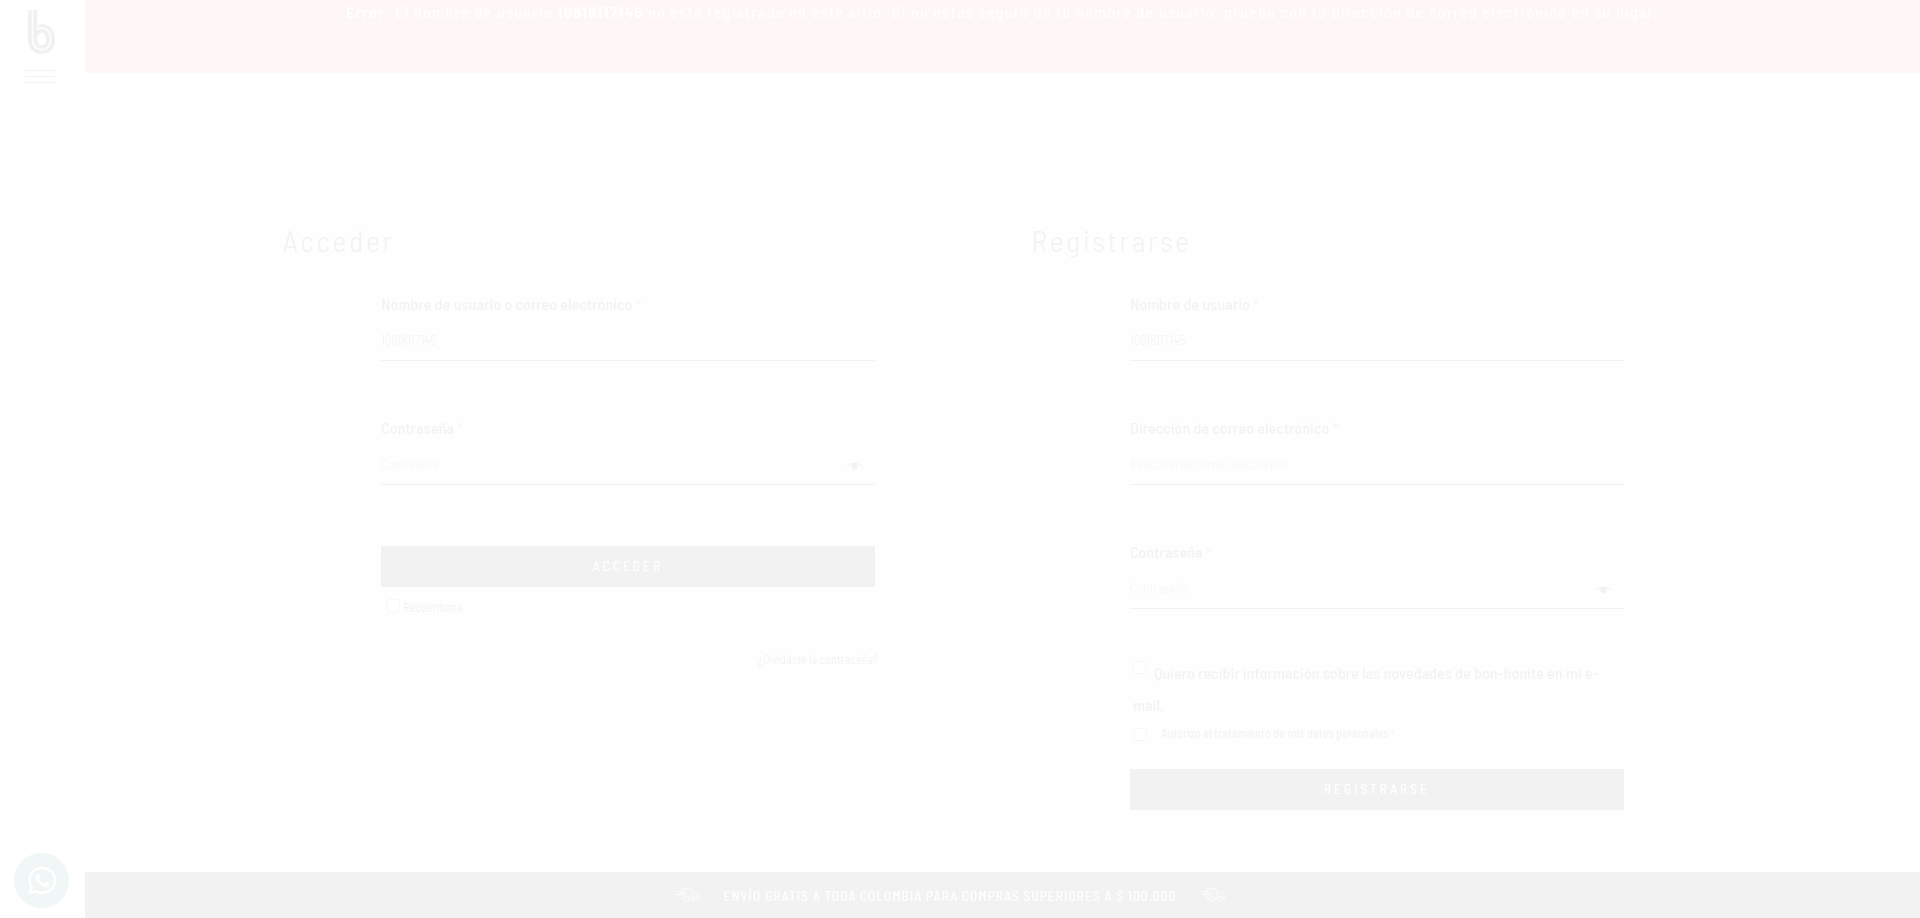 b
Error: El nombre de usuario 10618117145 no está registrado en este sitio. Si no estás seguro de tu nombre de usuario, prueba con tu dirección de correo electrónico en su lugar.
Acceder
Nombre de usuario o correo electrónico *
10618117145
Contraseña *
Contraseña
ACCEDER
Recuérdame
¿Olvidaste la contraseña?
Registrarse
Nombre de usuario *
10618117145
Dirección de correo electrónico *
Dirección de correo electrónico
Contraseña *
Contraseña
Quiero recibir información sobre las novedades de bon-bonite en mi e-
mail.
Autorizo el tratamiento de mis datos personales *
REGISTRARSE
ENVÍO GRATIS A TODA COLOMBIA PARA COMPRAS SUPERIORES A $ 100.000